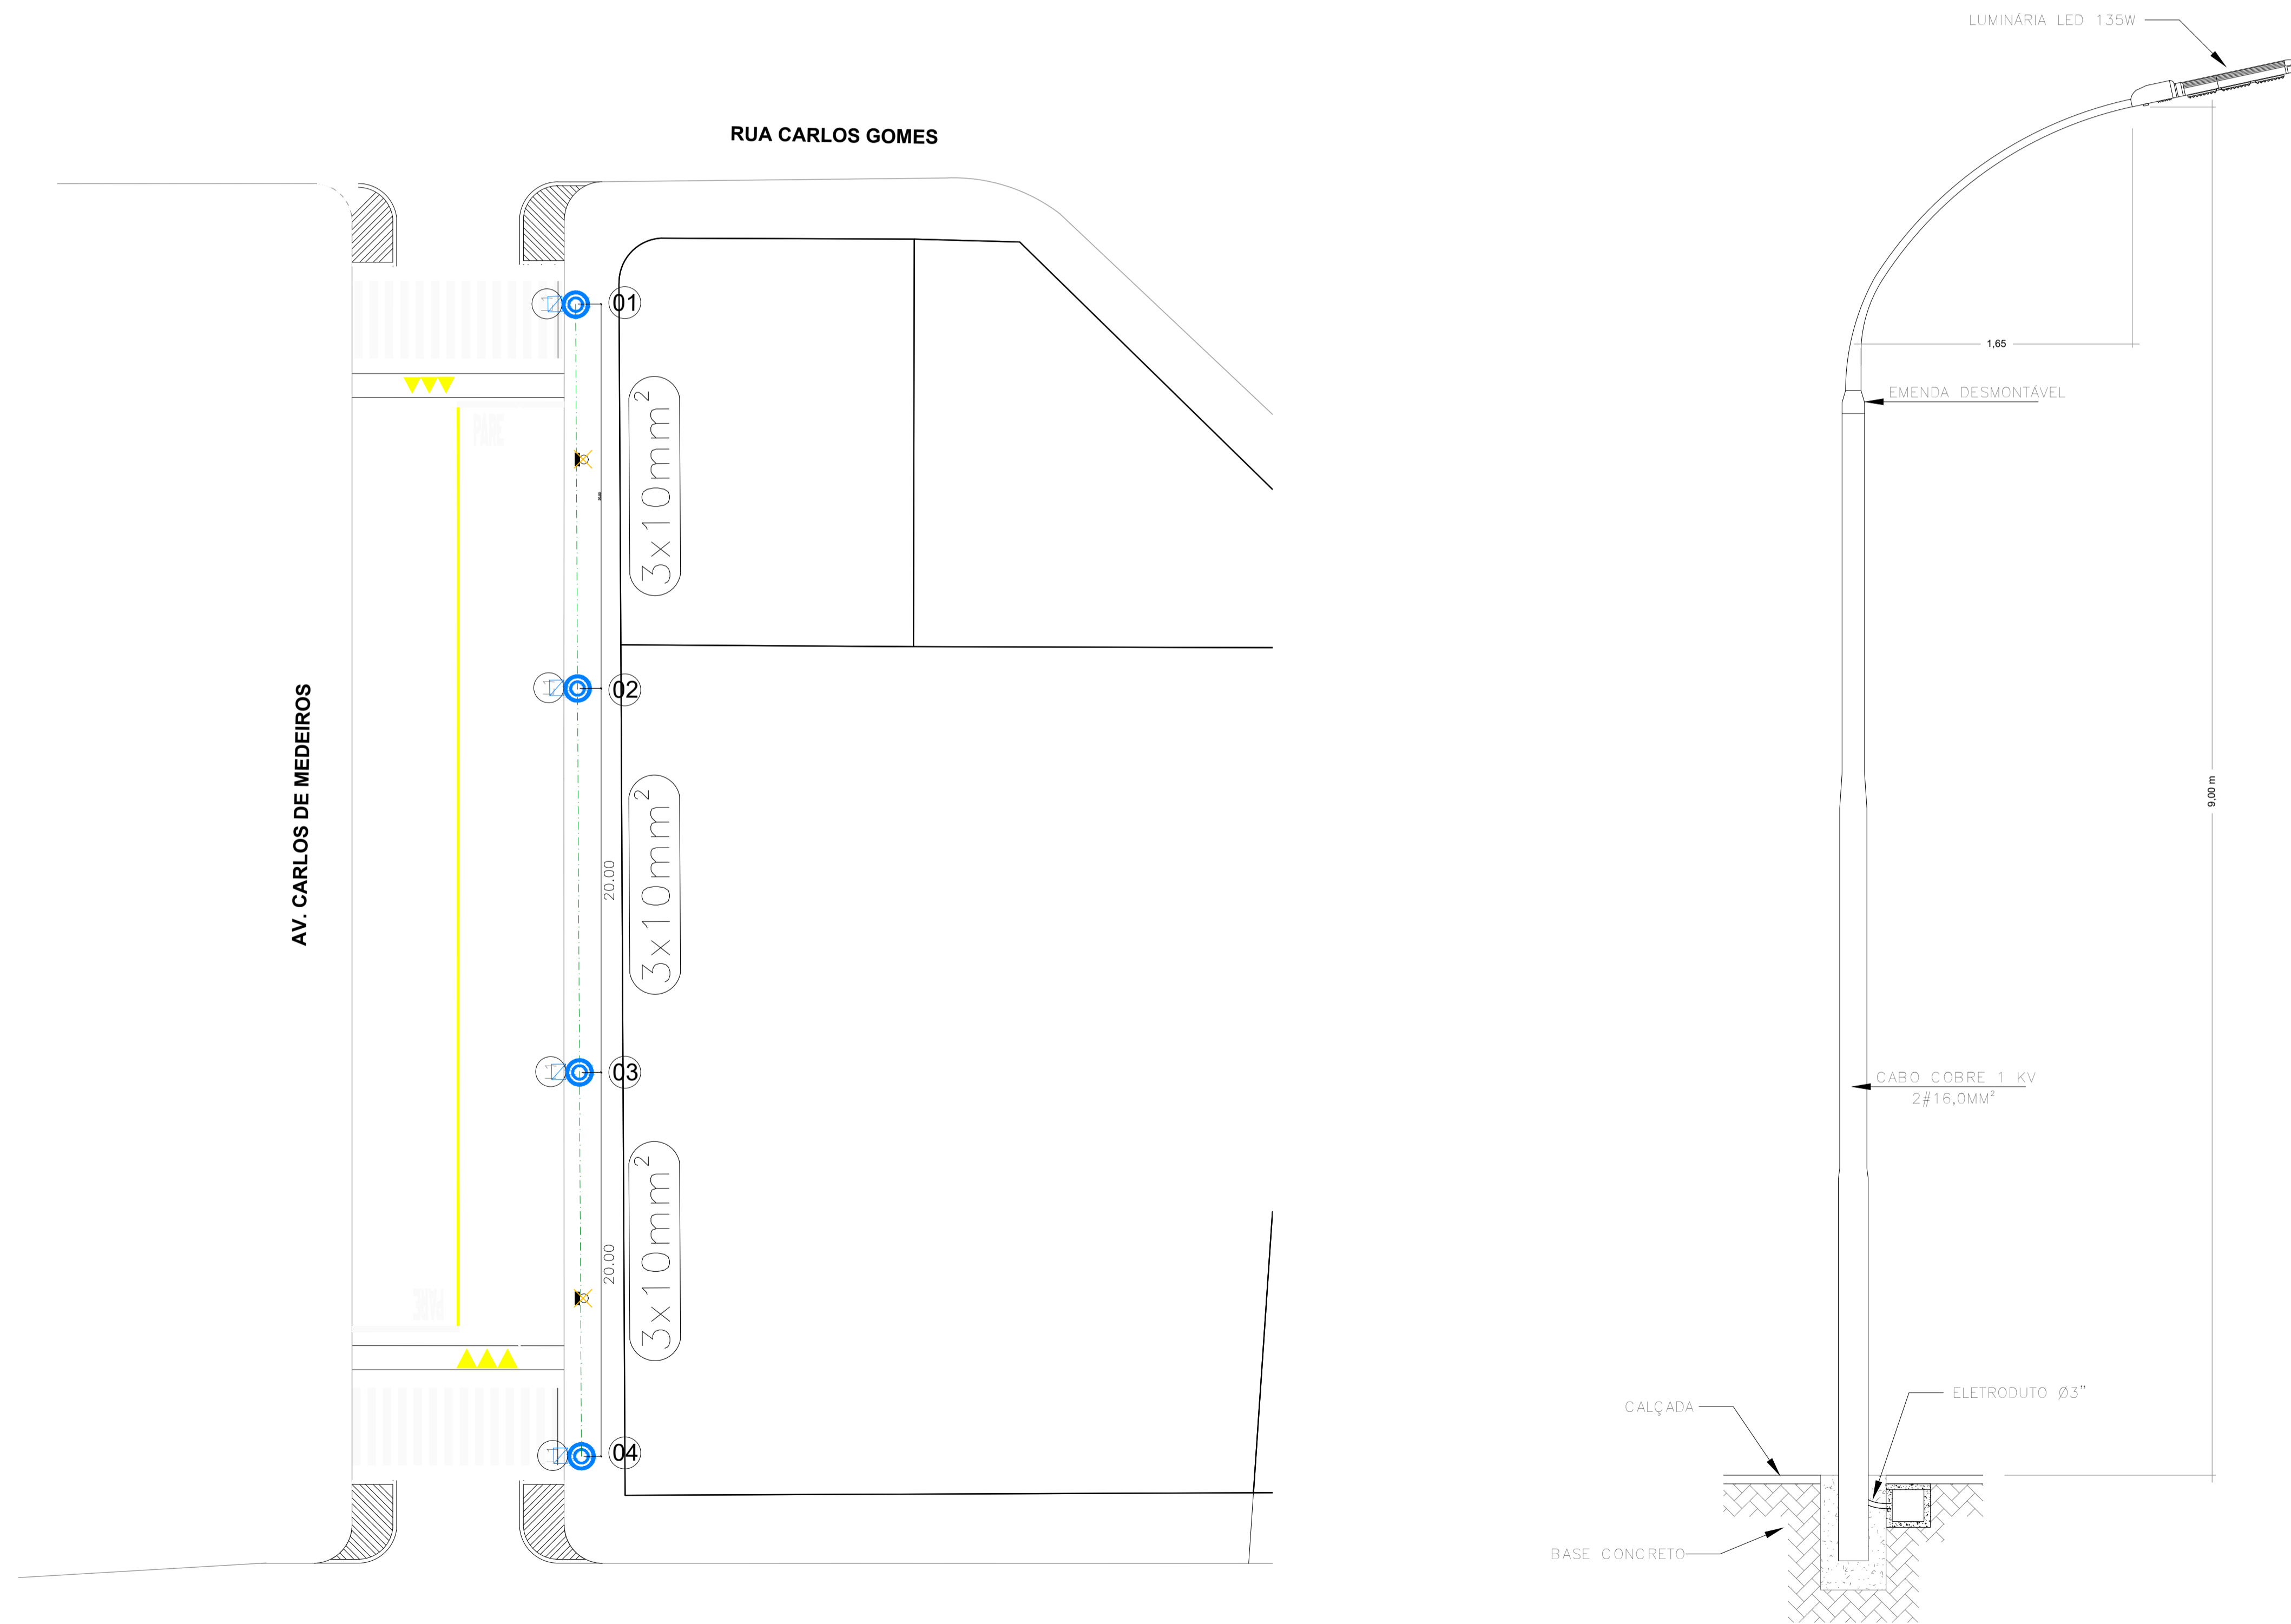 RUA CARLOS GOMES
AV. CARLOS DE MEDEIROS
01
3x10mm²
PARE
02
20.00
3x10mm²
03
20.00
3x10mm²
PARE
04
LUMINÁRIA LED 135W
1,65
EMENDA DESMONTÁVEL
9,00 m
CABO COBRE 1 KV
2#16,0MM²
ELETRODUTO Ø3"
CALÇADA
BASE CONCRETO